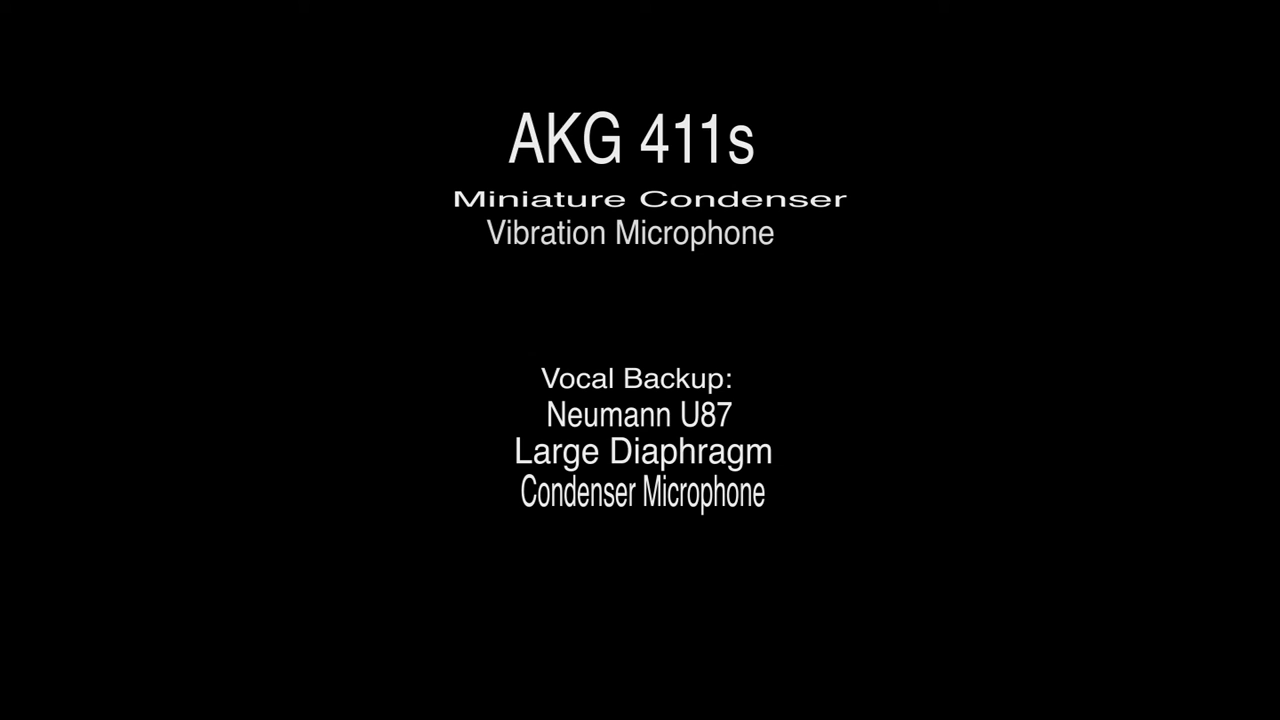 AKG 411s
Miniature Condenser
Vibration Microphone
Vocal Backup:
Neumann U87
Large Diaphragm
Condenser Microphone